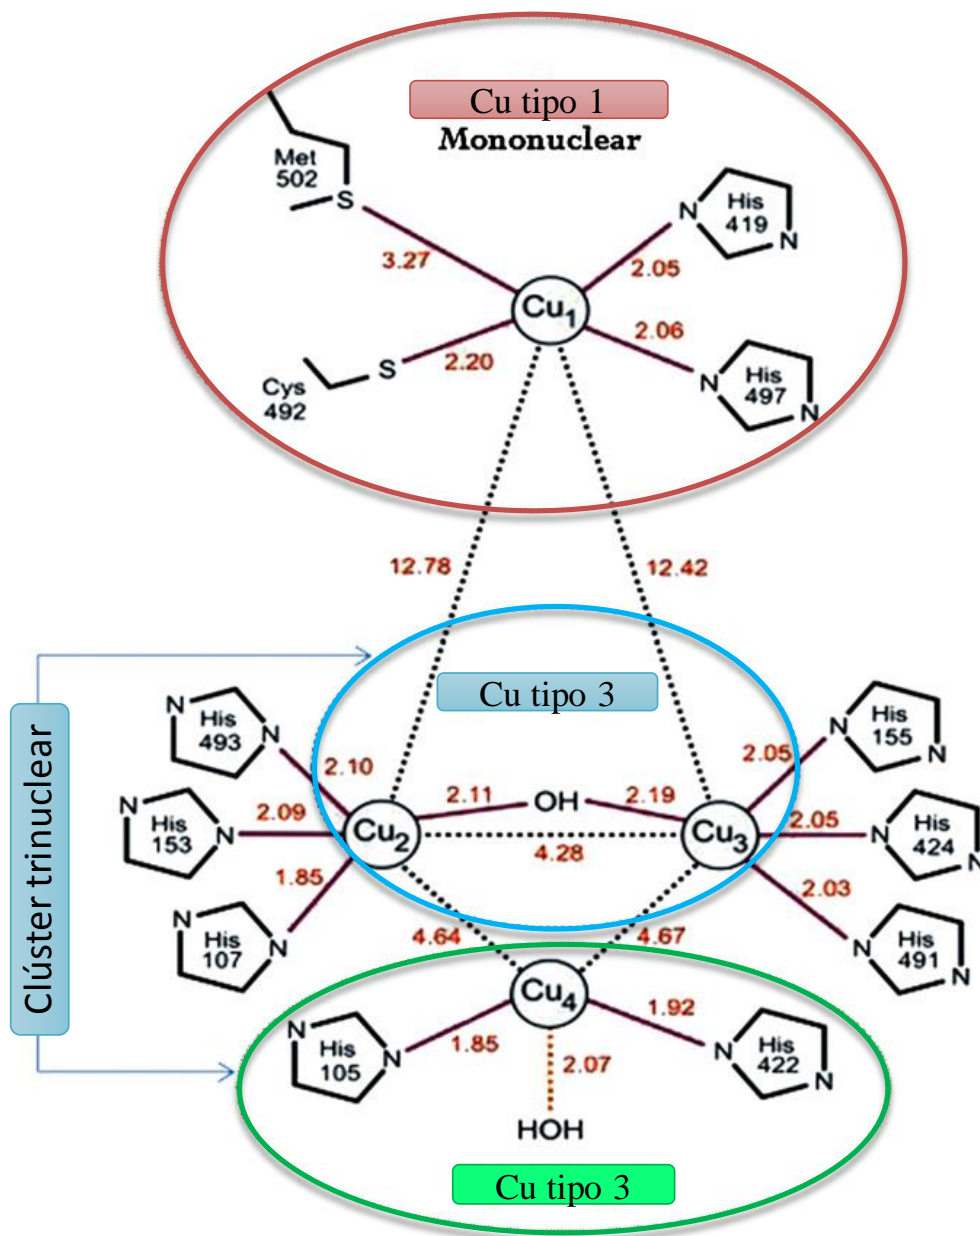 Cu tipo 1
Mononuclear
Met
502
S
His
419
N
N
3.27
2.05
Cu1
2.06
2.20
S
Cys
492
N
His
497
N
12.78
12.42
Clúster trinuclear
Cu tipo 3
N
His
493
N
His
155
N
N
2.10
2.05
2.11
OH
2.19
2.09
2.05
N
His
153
N
Cu2
Cu3
N
His
424
N
4.28
1.85
2.03
N
His
107
N
4.64
4.67
N
His
491
N
Cu4
1.85
1.92
N
His
105
N
2.07
N
His
422
N
HOH
Cu tipo 3